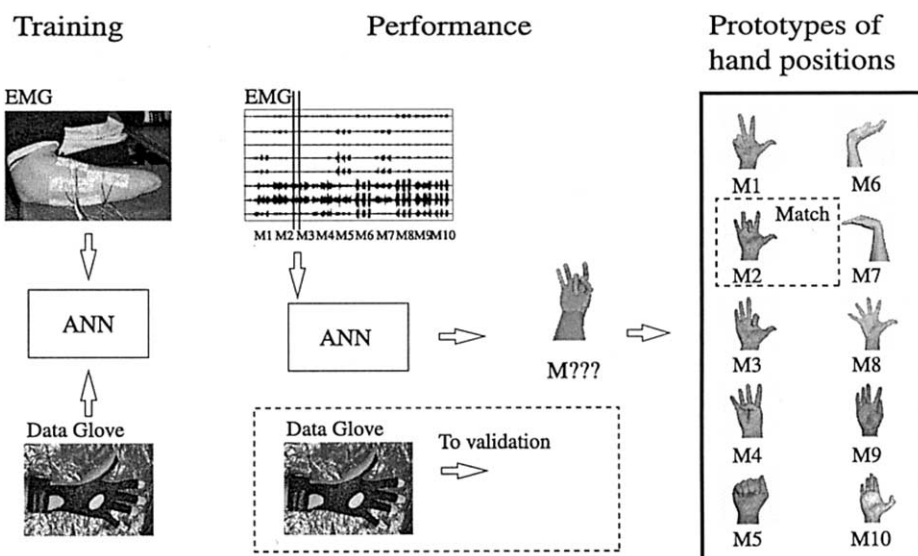 Training
Performance
Prototypes of
hand positions
EMG
EMG
M1 M2 M3 M4 M5 M6 M7 M8 M9 M10
ANN
ANN
M???
Data Glove
Data Glove
To validation
M1
M6
Match
M2
M7
M3
M8
M4
M9
M5
M10